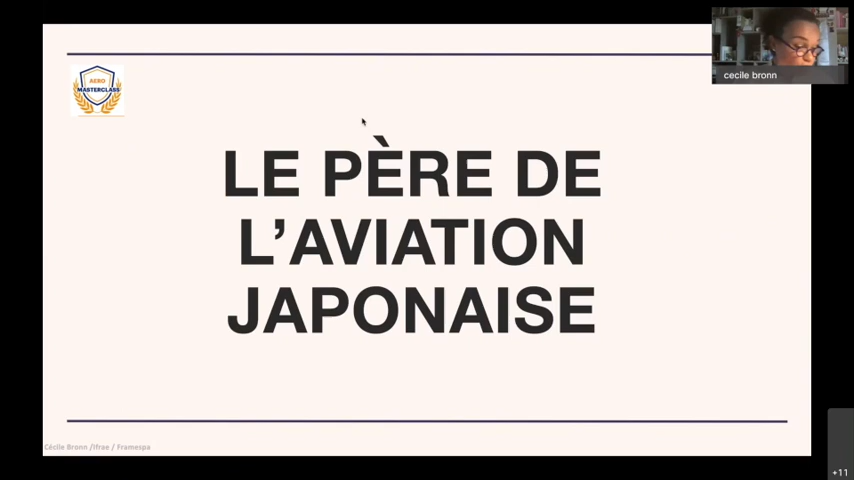 AERO
MASTERCLASS
LE PÈRE DE
L’AVIATION
JAPONAISE
cecile bronn
Cécile Bronn /Ifrae / Framespa
+11